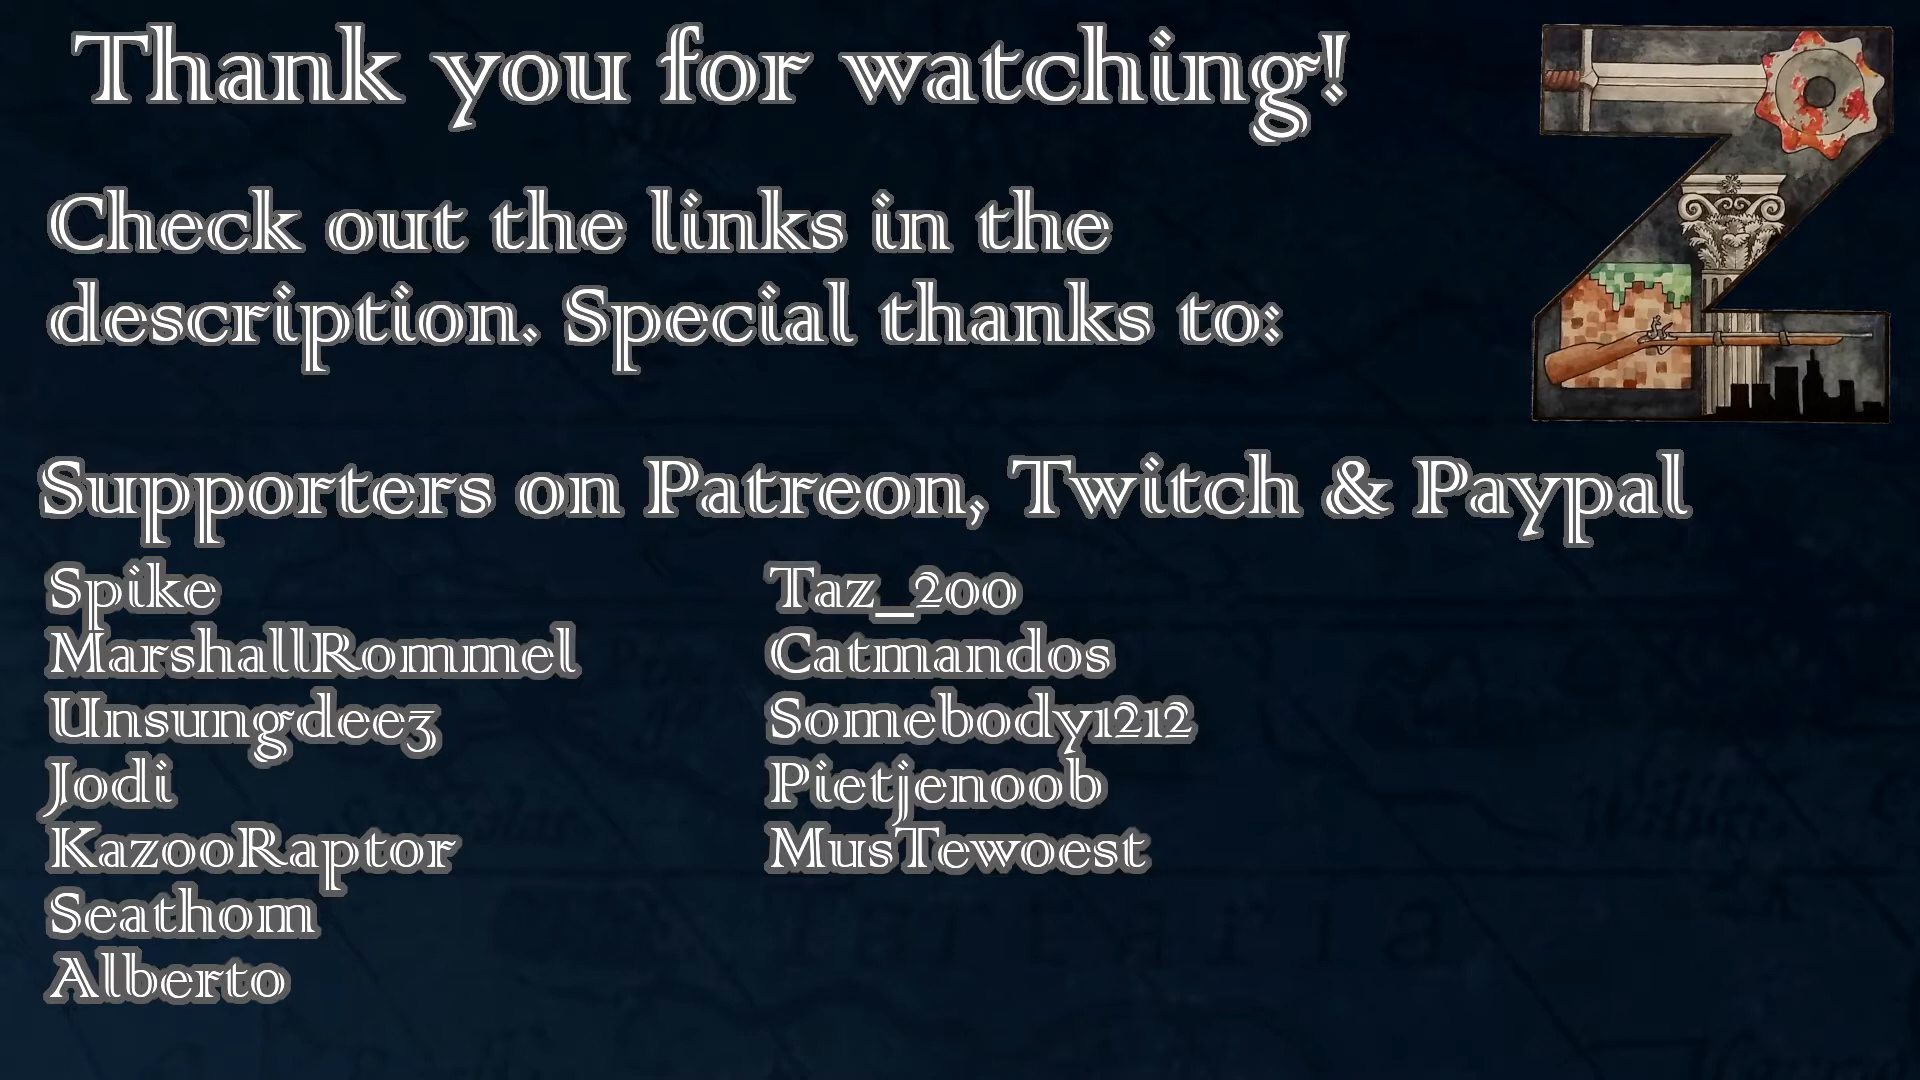 Thank you for watching!
Check out the links in the
description. Special thanks to:
Supporters on Patreon, Twitch & Paypal
Spike
MarshallRommel
Unsungdee3
Jodi
KazooRaptor
Seathom
Alberto
Taz_200
Catmandos
Somebody1212
Pietjenoob
MusTewoest
Tartaria